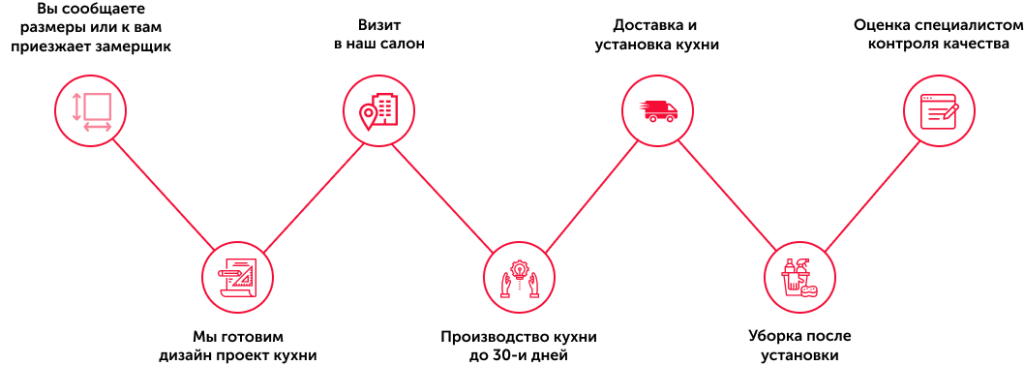 Вы сообщаете
размеры или к вам
приезжает замерщик
Мы готовим
дизайн проект кухни
Визит
в наш салон
Производство кухни
до 30-и дней
Доставка и
установка кухни
Уборка после
установки
Оценка специалистом
контроля качества